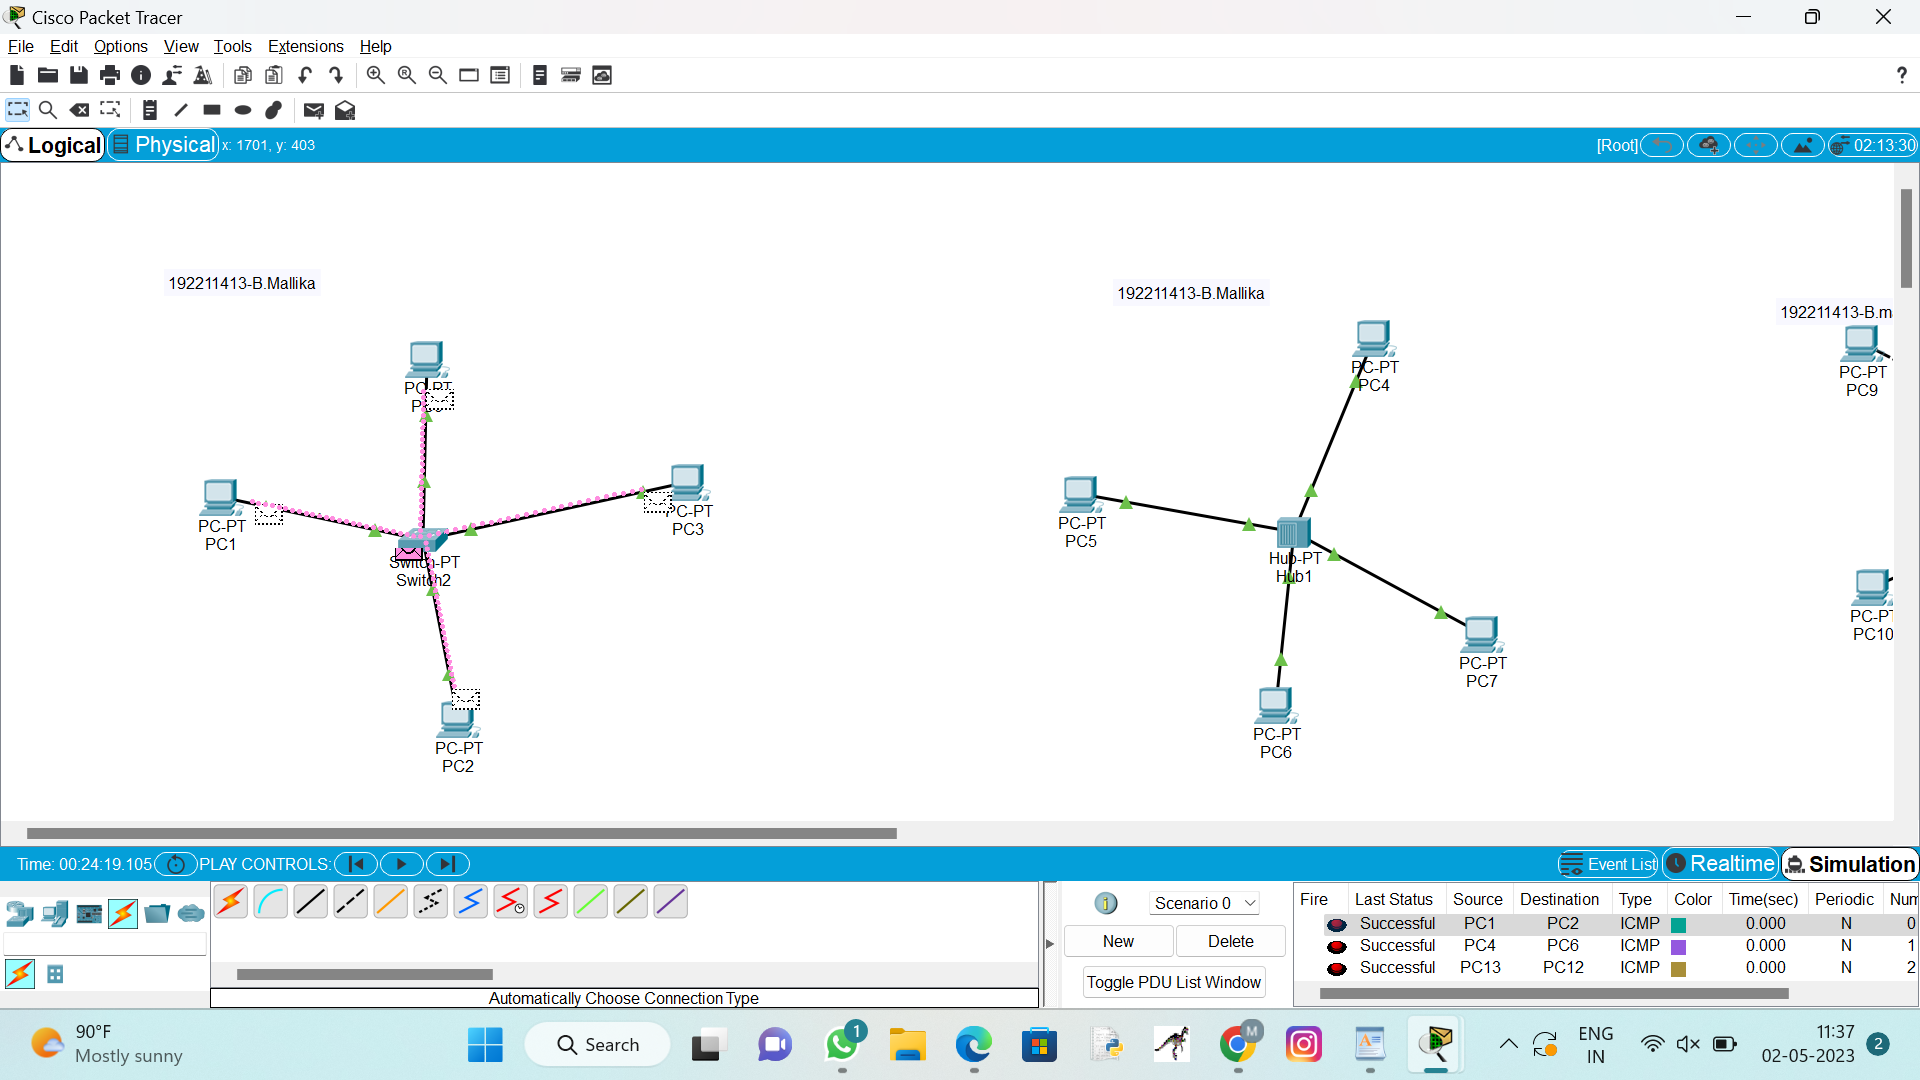 Cisco Packet Tracer
File Edit Options View Tools Extensions Help
?
Logical Physical x: 1701, y: 403 [Root] 02:13:30
192211413-B.Mallika
192211413-B.Mallika
192211413-B.m
PC-PT
PC-PT
PC1
PC-PT
PC3
Switch-PT
Switch2
PC-PT
PC2
PC-PT
PC4
PC-PT
PC5
Hub-PT
Hub1
PC-PT
PC7
PC-PT
PC6
PC-PT
PC9
PC-PT
PC10
Time: 00:24:19.105 PLAY CONTROLS: Event List Realtime Simulation
Scenario 0
New Delete
Toggle PDU List Window
Automatically Choose Connection Type
Fire Last Status Source Destination Type Color Time(sec) Periodic Num
Successful PC1 PC2 ICMP 0.000 N 0
Successful PC4 PC6 ICMP 0.000 N 1
Successful PC13 PC12 ICMP 0.000 N 2
90°F
Mostly sunny
Search
1
M
ENG
IN
11:37
02-05-2023
2